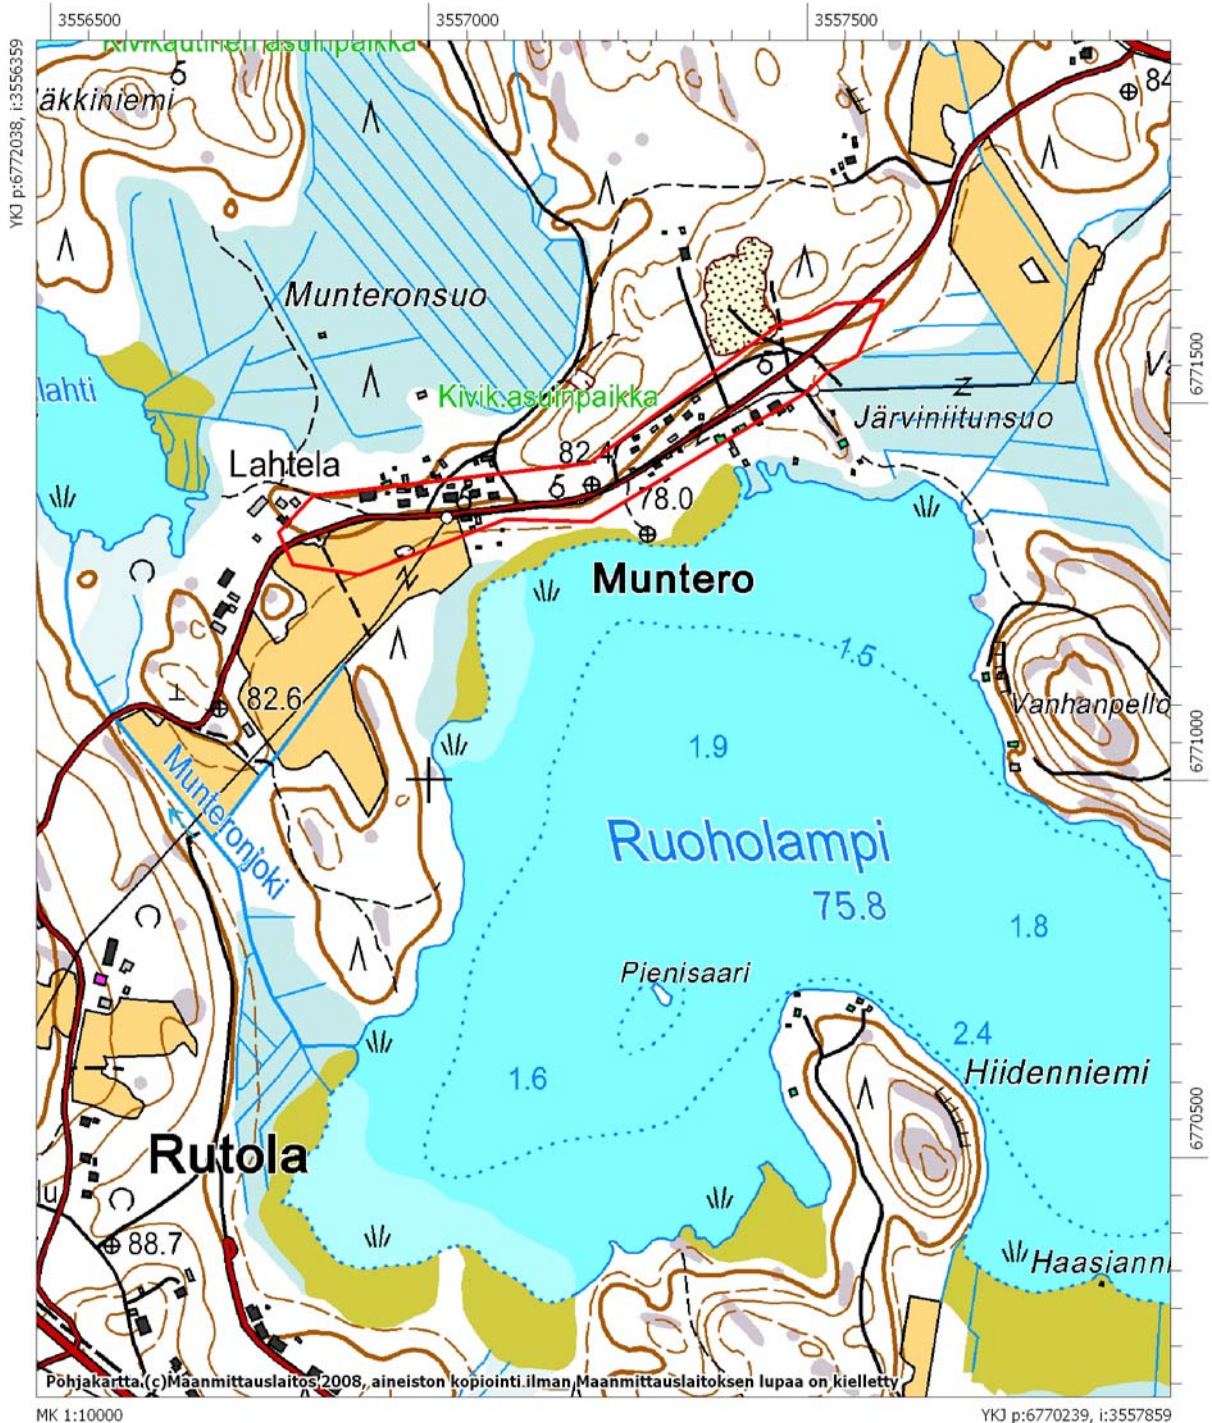 3556500 3557000 3557500
YKJ p:6772038, i:3556359
Kivikautinen asuinpaikka
äkkiniemi
84
Munteronsuo
lahti
Kivik.asuinpaikka
6771500
Järviniitunsuo
82.4
Lahtela
78.0
Muntero
1.5
82.6
Vanhanpello
1.9
6771000
Munteronjoki
Ruoholampi
75.8
1.8
Pienisaari
2.4
1.6
Hiidenniemi
6770500
Rutola
lu
88.7
Haasianni
Pohjakartta (c)Maanmittauslaitos 2008, aineiston kopiointi ilman Maanmittauslaitoksen lupaa on kielletty
MK 1:10000
YKJ p:6770239, i:3557859